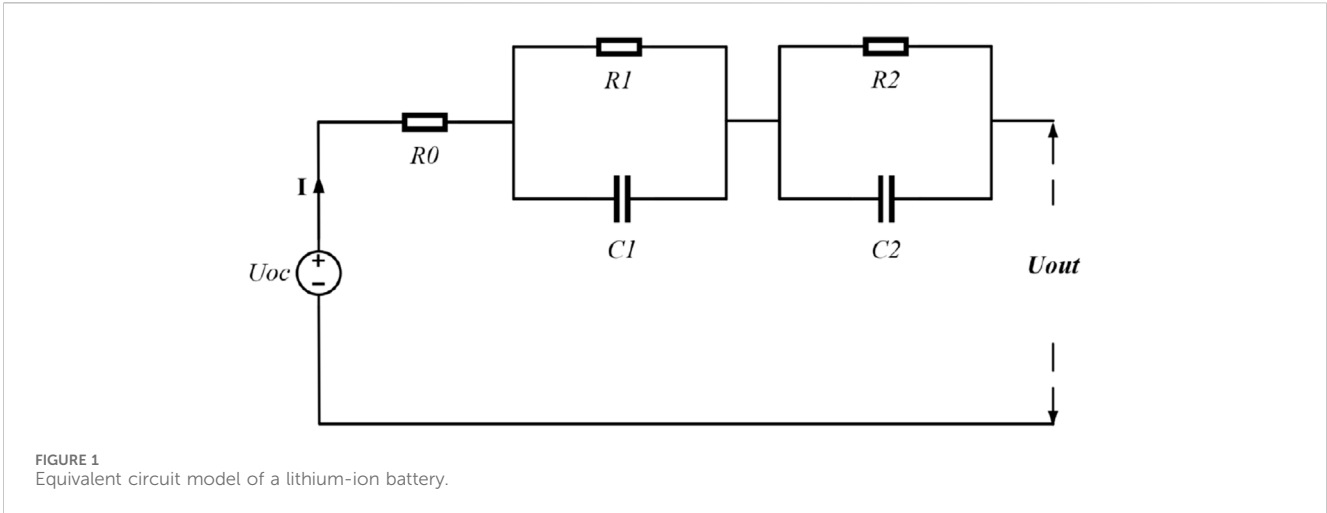 R1
R2
R0
I
C1
C2
Uoc
+
−
Uout
FIGURE 1
Equivalent circuit model of a lithium-ion battery.